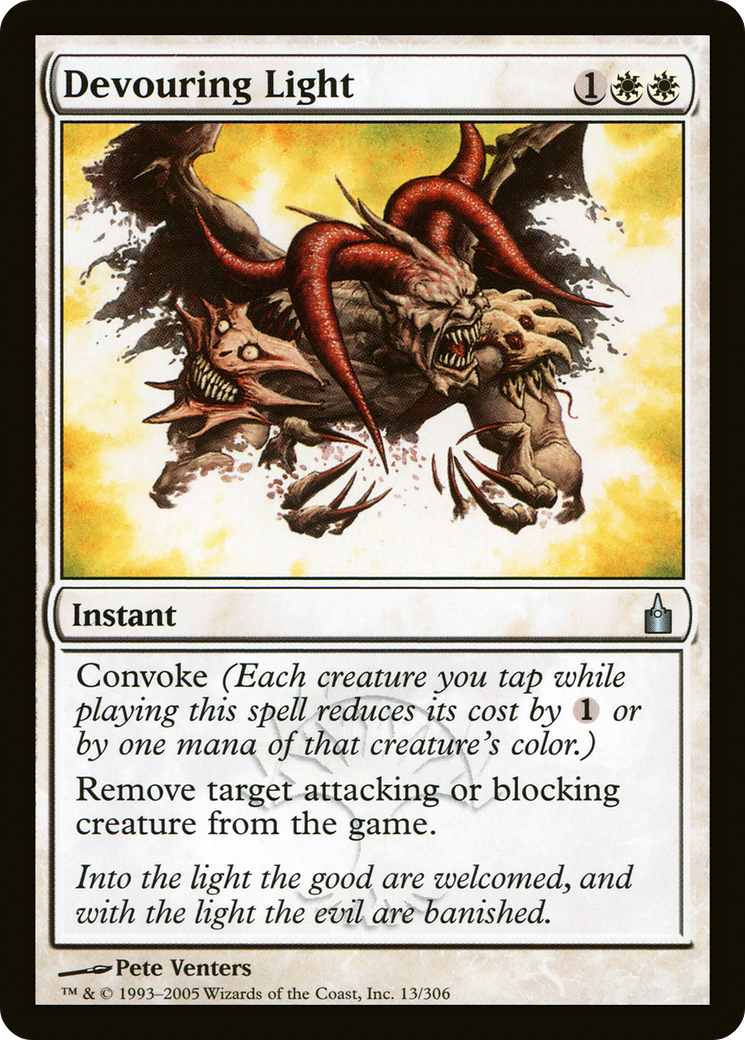 Devouring Light 1
Instant
Convoke (Each creature you tap while
playing this spell reduces its cost by 1 or
by one mana of that creature's color.)
Remove target attacking or blocking
creature from the game.
Into the light the good are welcomed, and
with the light the evil are banished.
Pete Venters
™ & © 1993–2005 Wizards of the Coast, Inc. 13/306